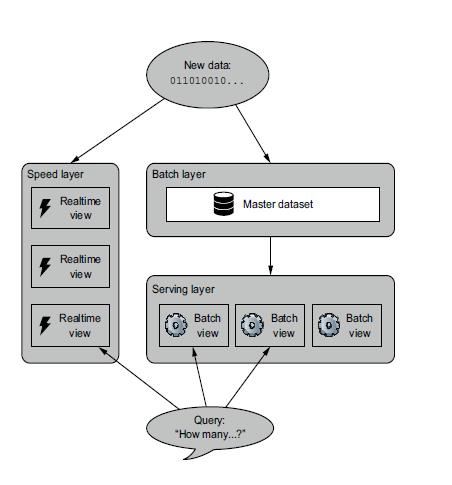 New data:
011010010...
Speed layer
Realtime
view
Realtime
view
Realtime
view
Batch layer
Master dataset
Serving layer
Batch
view
Batch
view
Batch
view
Query:
“How many...?”